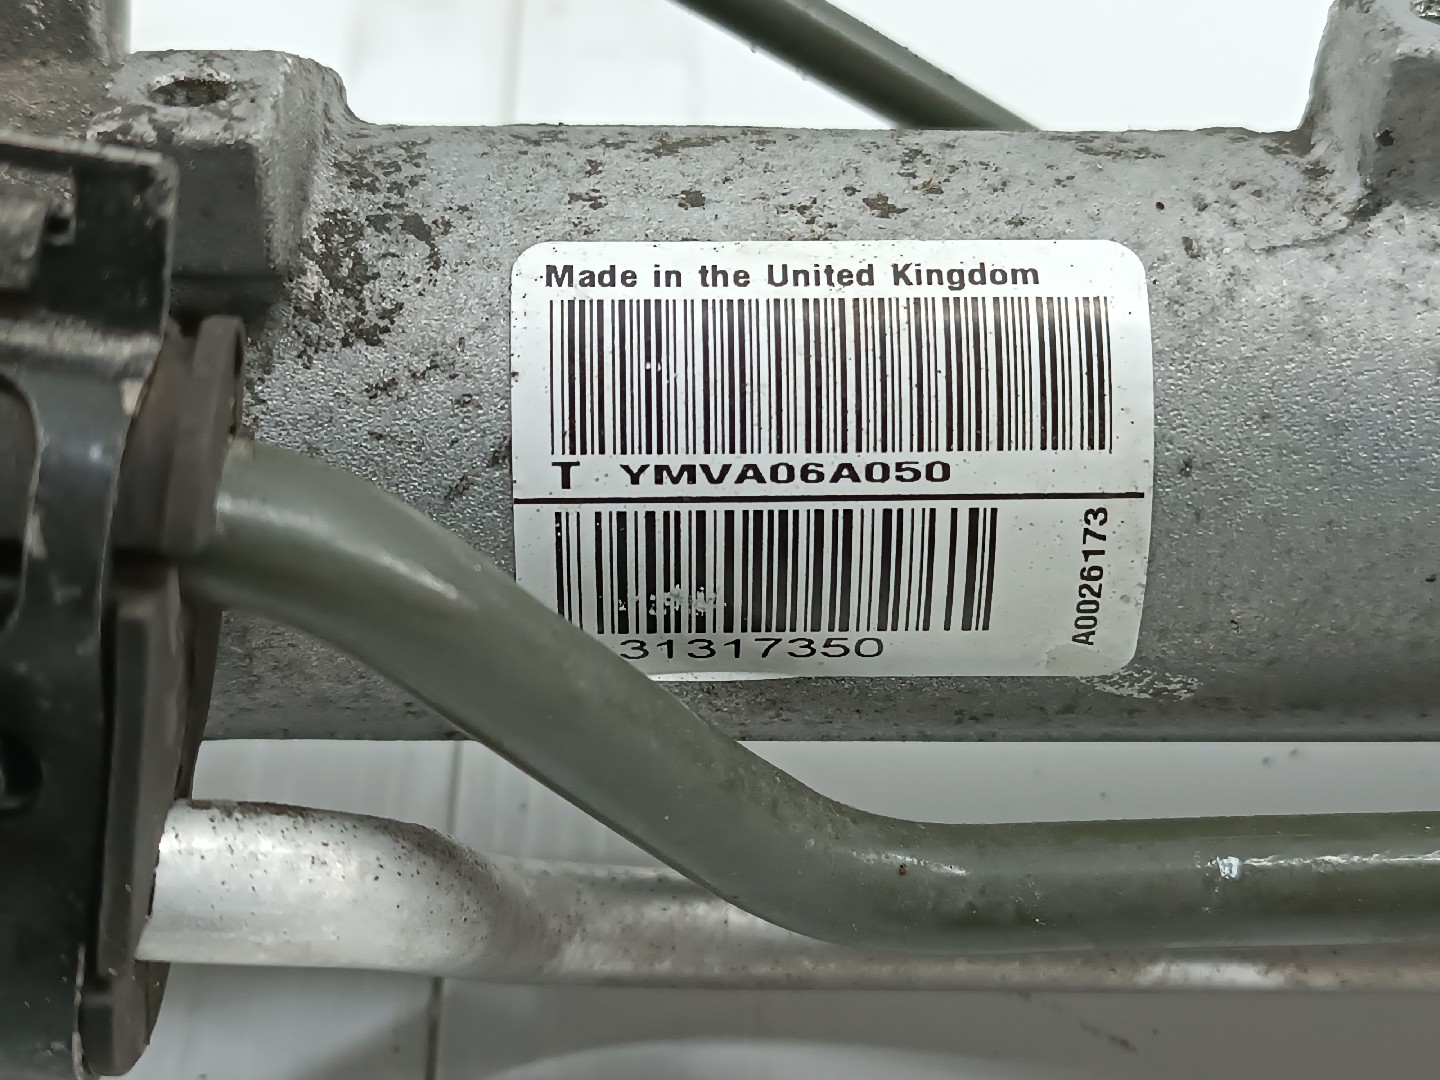 Made in the United Kingdom
T YMVA06A050
31317350
A0026173